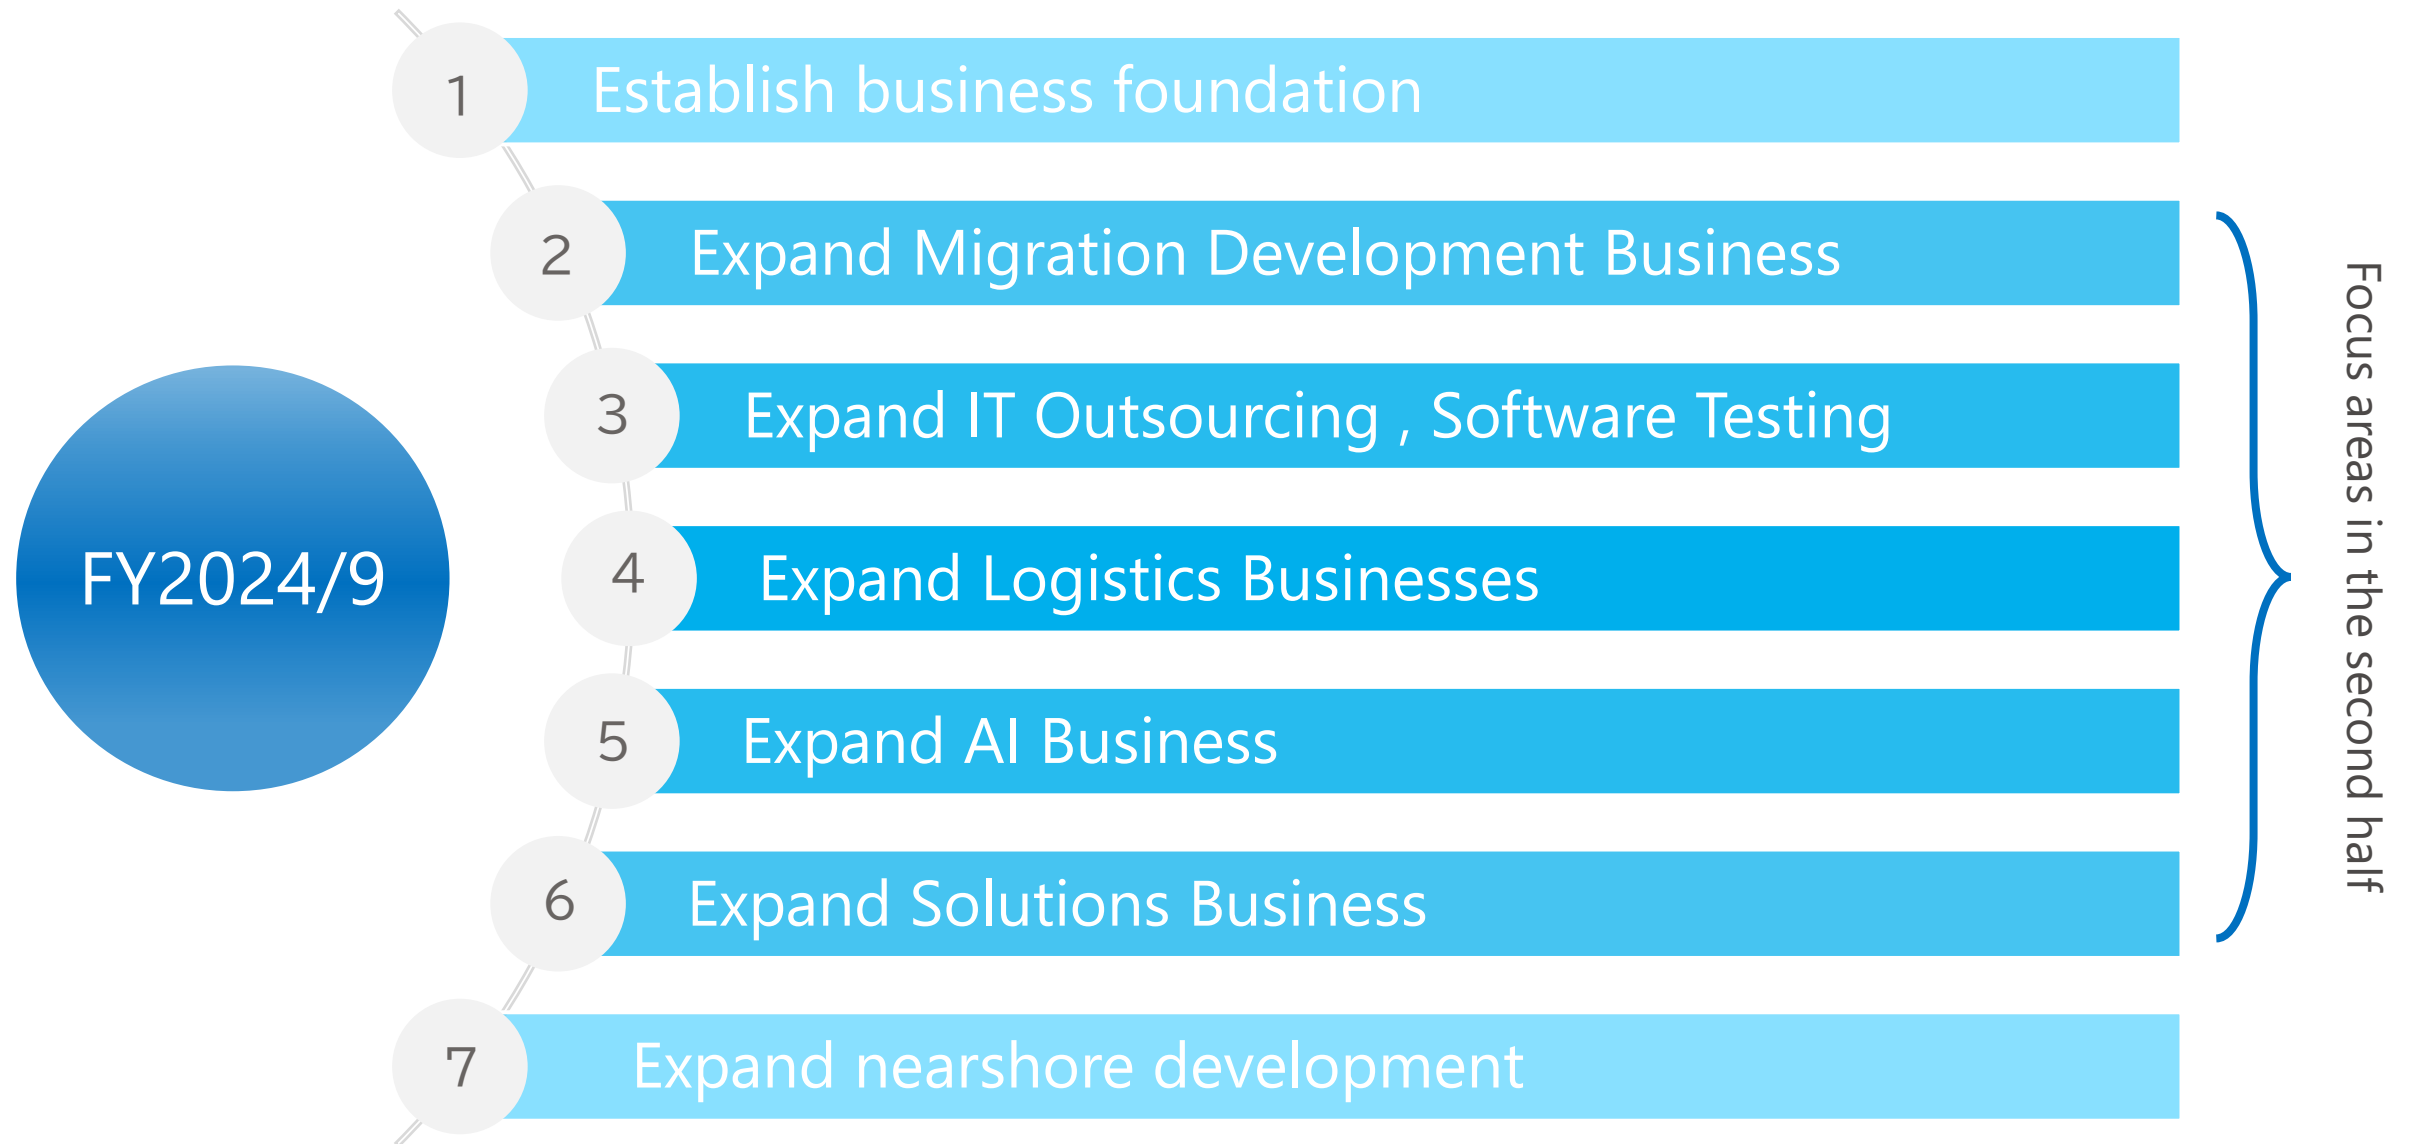 FY2024/9
1
Establish business foundation
2
Expand Migration Development Business
3
Expand IT Outsourcing , Software Testing
4
Expand Logistics Businesses
5
Expand AI Business
6
Expand Solutions Business
7
Expand nearshore development
Focus areas in the second half